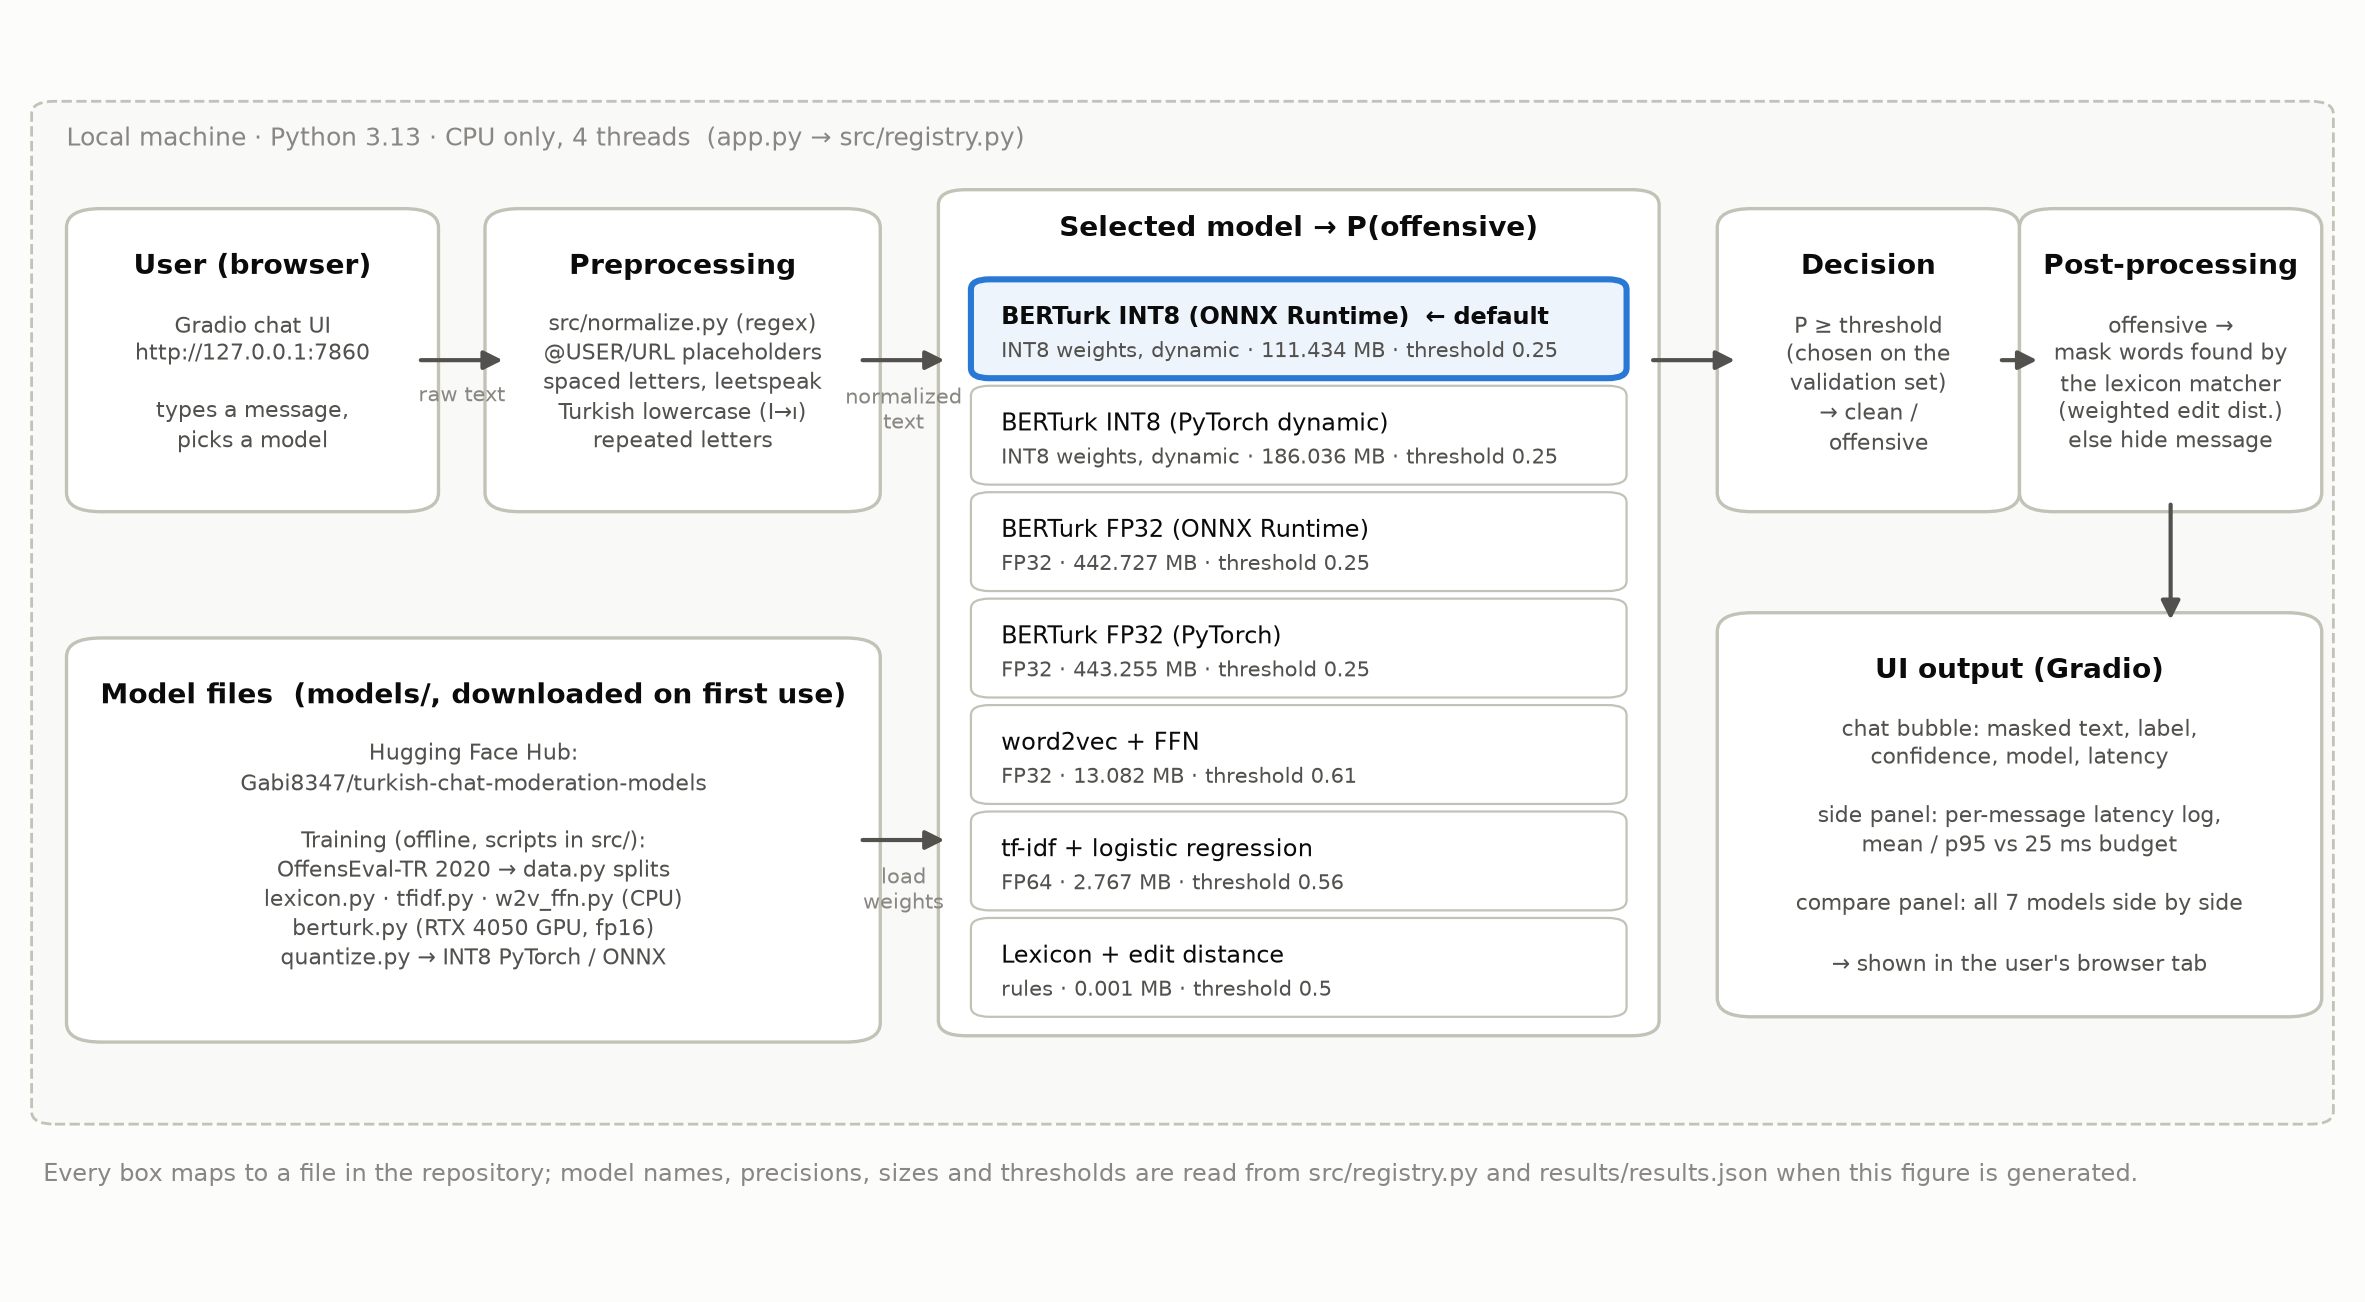 Local machine · Python 3.13 · CPU only, 4 threads  (app.py → src/registry.py)
User (browser)
Gradio chat UI
http://127.0.0.1:7860
types a message,
picks a model
raw text
Preprocessing
src/normalize.py (regex)
@USER/URL placeholders
spaced letters, leetspeak
Turkish lowercase (I→ı)
repeated letters
normalized
text
Selected model → P(offensive)
BERTurk INT8 (ONNX Runtime)  ← default
INT8 weights, dynamic · 111.434 MB · threshold 0.25
BERTurk INT8 (PyTorch dynamic)
INT8 weights, dynamic · 186.036 MB · threshold 0.25
BERTurk FP32 (ONNX Runtime)
FP32 · 442.727 MB · threshold 0.25
BERTurk FP32 (PyTorch)
FP32 · 443.255 MB · threshold 0.25
word2vec + FFN
FP32 · 13.082 MB · threshold 0.61
tf-idf + logistic regression
FP64 · 2.767 MB · threshold 0.56
Lexicon + edit distance
rules · 0.001 MB · threshold 0.5
Decision
P ≥ threshold
(chosen on the
validation set)
→ clean /
offensive
Post-processing
offensive →
mask words found by
the lexicon matcher
(weighted edit dist.)
else hide message
Model files  (models/, downloaded on first use)
Hugging Face Hub:
Gabi8347/turkish-chat-moderation-models
Training (offline, scripts in src/):
OffensEval-TR 2020 → data.py splits
lexicon.py · tfidf.py · w2v_ffn.py (CPU)
berturk.py (RTX 4050 GPU, fp16)
quantize.py → INT8 PyTorch / ONNX
load
weights
UI output (Gradio)
chat bubble: masked text, label,
confidence, model, latency
side panel: per-message latency log,
mean / p95 vs 25 ms budget
compare panel: all 7 models side by side
→ shown in the user's browser tab
Every box maps to a file in the repository; model names, precisions, sizes and thresholds are read from src/registry.py and results/results.json when this figure is generated.